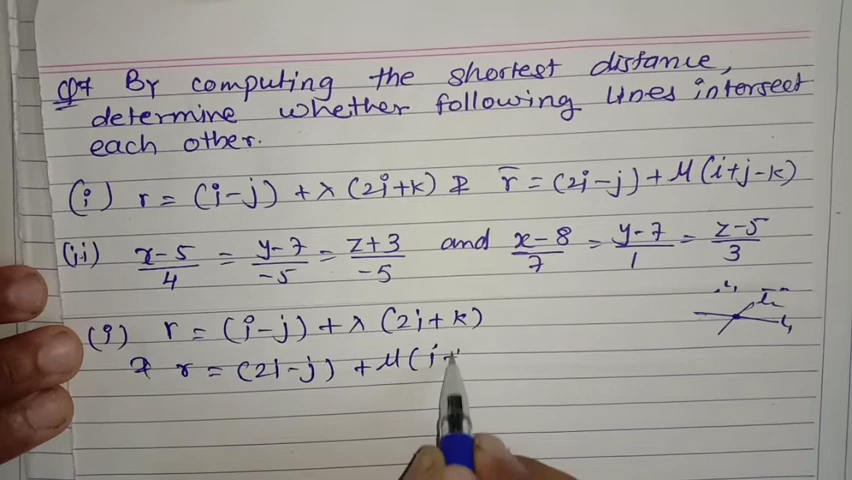 Q7 By computing the shortest distance,
determine whether following lines intersect
each other.
(i) r = (i-j) + λ (2i+k) & r̄ = (2i-j) + μ (i+j-k)
(ii) x-5/4 = y-7/-5 = z+3/-5 and x-8/7 = y-7/1 = z-5/3
(i) r = (i-j) + λ (2i+k)
& r = (2i-j) + μ (i+